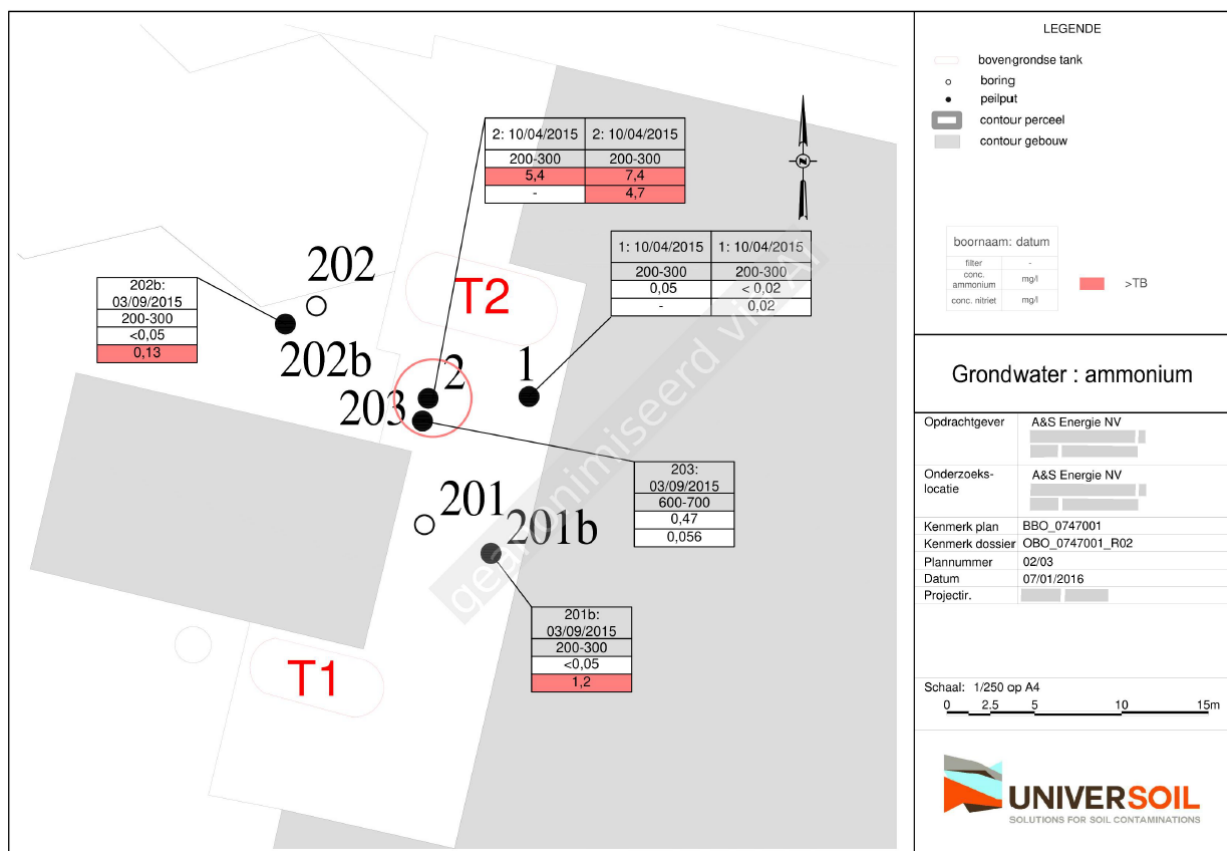 2: 10/04/2015 2: 10/04/2015
200-300 200-300
5,4 7,4
- 4,7
1: 10/04/2015 1: 10/04/2015
200-300 200-300
0,05 < 0,02
- 0,02
202b:
03/09/2015
200-300
<0,05
0,13
202
202b
T2
2
1
203
203:
03/09/2015
600-700
0,47
0,056
201
201b
201b:
03/09/2015
200-300
<0,05
1,2
T1
z
geanonimiseerd via AI
LEGENDE
bovengrondse tank
boring
peilput
contour perceel
contour gebouw
boornaam: datum
filter -
conc.
ammonium mg/l
conc. nitriet mg/l
>TB
Grondwater : ammonium
Opdrachtgever A&S Energie NV
Onderzoeks- A&S Energie NV
locatie
Kenmerk plan BBO_0747001
Kenmerk dossier OBO_0747001_R02
Plannummer 02/03
Datum 07/01/2016
Projectir.
Schaal: 1/250 op A4
0 2.5 5 10 15m
UNIVERSOIL
SOLUTIONS FOR SOIL CONTAMINATIONS